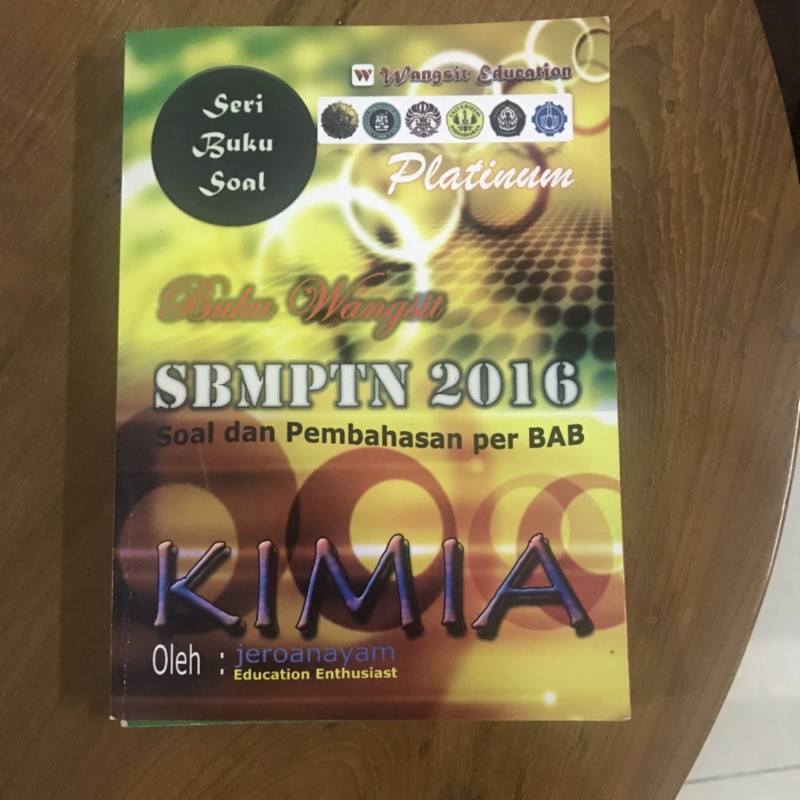 Seri
Buku
Soal
W Wangsit Education
Platinum
Buku Wangsit
SBMPTN 2016
Soal dan Pembahasan per BAB
KIMIA
Oleh : jeroanayam
Education Enthusiast